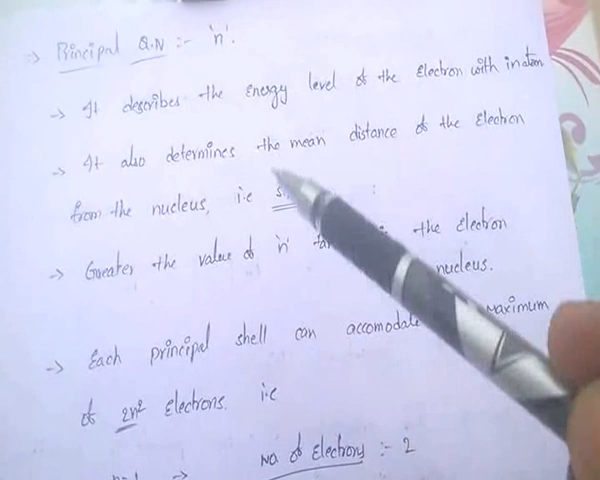 :→ Principal Q.N :- 'n'.
→ It describes the Energy level of the Electron with in atom
→ It also determines the mean distance of the Electron
from the nucleus, i.e
→ Greater the value of 'n' the Electron
nucleus.
→ Each principal shell can accomodate Maximum
of 2n² Electrons. i.e
→ No of Electrons :- 2